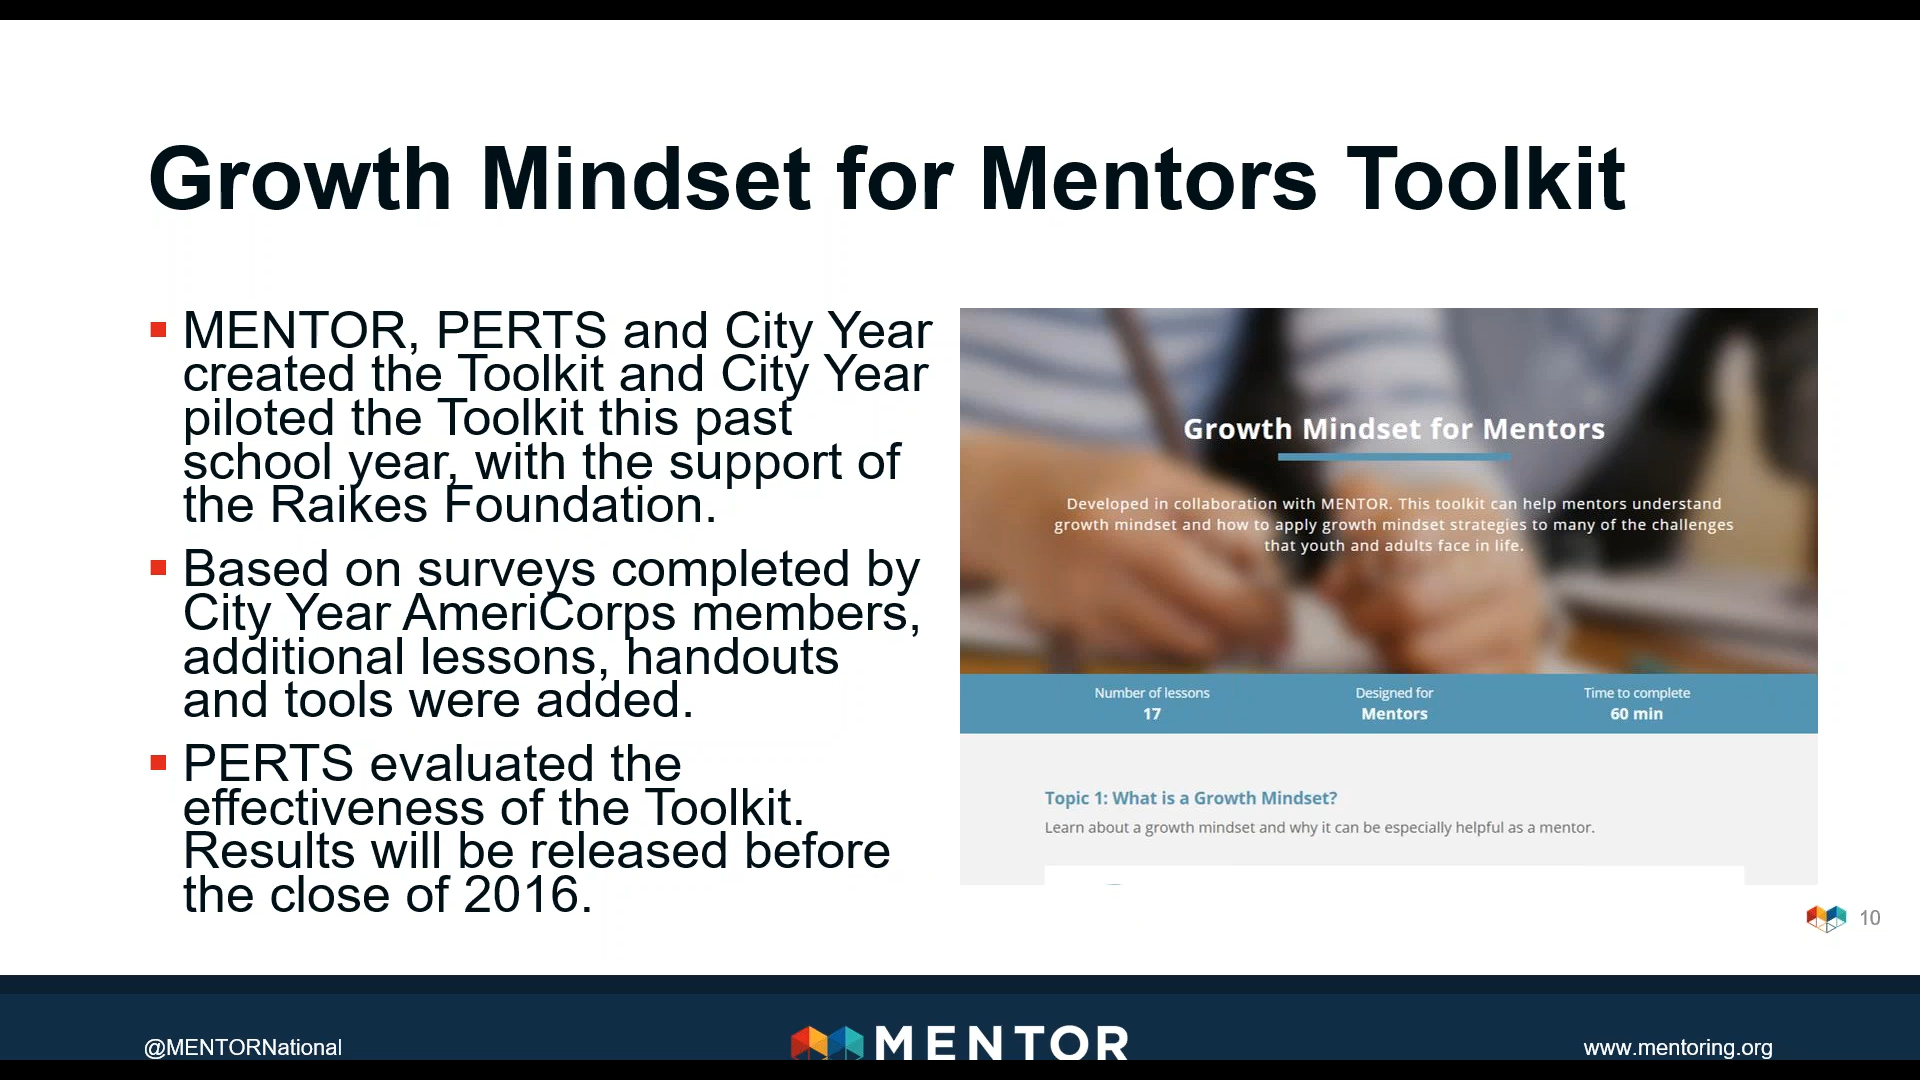 Growth Mindset for Mentors Toolkit
MENTOR, PERTS and City Year
created the Toolkit and City Year
piloted the Toolkit this past
school year, with the support of
the Raikes Foundation.
Based on surveys completed by
City Year AmeriCorps members,
additional lessons, handouts
and tools were added.
PERTS evaluated the
effectiveness of the Toolkit.
Results will be released before
the close of 2016.
Growth Mindset for Mentors
Developed in collaboration with MENTOR. This toolkit can help mentors understand
growth mindset and how to apply growth mindset strategies to many of the challenges
that youth and adults face in life.
Number of lessons
17
Designed for
Mentors
Time to complete
60 min
Topic 1: What is a Growth Mindset?
Learn about a growth mindset and why it can be especially helpful as a mentor.
10
@MENTORNational
MENTOR
www.mentoring.org